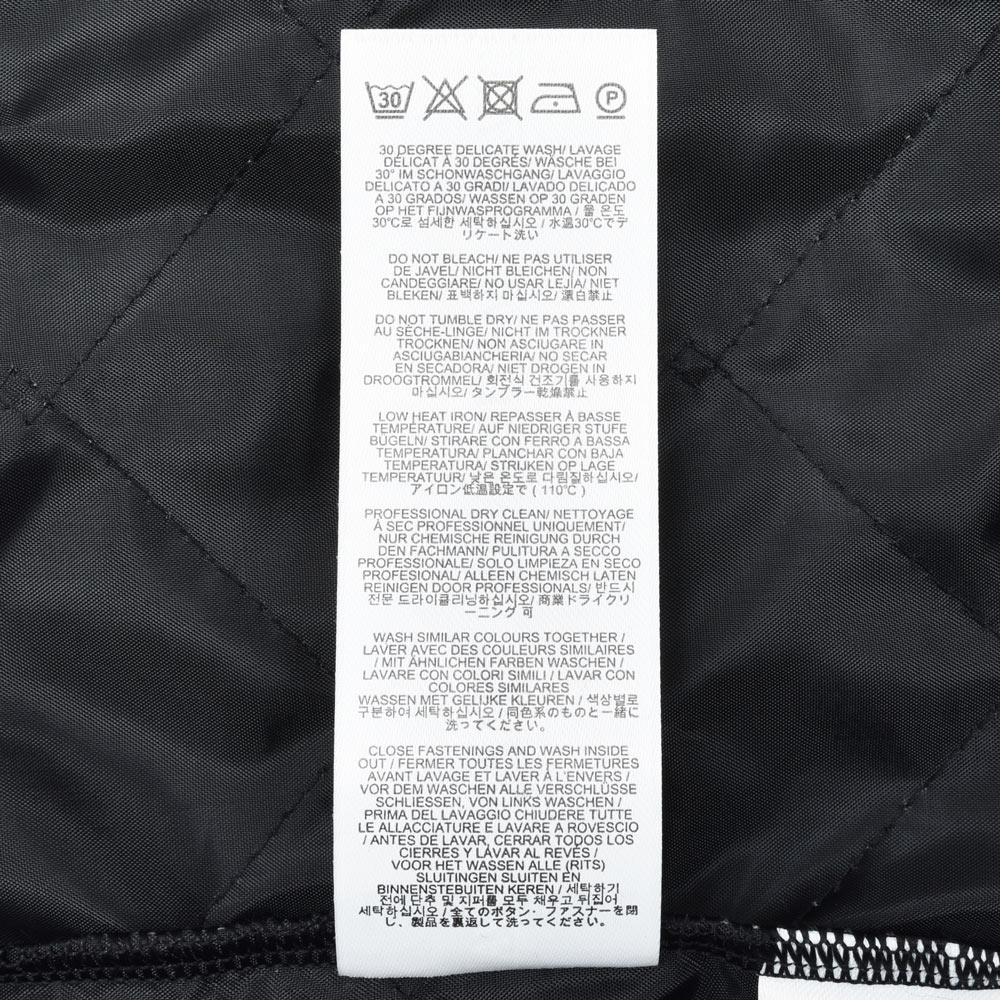 30
P
30 DEGREE DELICATE WASH/ LAVAGE
DÉLICAT À 30 DEGRÉS/ WÄSCHE BEI
30° IM SCHONWASCHGANG/ LAVAGGIO
DELICATO A 30 GRADI/ LAVADO DELICADO
A 30 GRADOS/ WASSEN OP 30 GRADEN
OP HET FIJNWASPROGRAMMA / 물 온도
30°C로 섬세한 세탁하십시오 / 水温30°Cでデ
リケート洗い
DO NOT BLEACH/ NE PAS UTILISER
DE JAVEL/ NICHT BLEICHEN/ NON
CANDEGGIARE/ NO USAR LEJIA/ NIET
BLEKEN/ 표백하지 마십시오/ 漂白禁止
DO NOT TUMBLE DRY/ NE PAS PASSER
AU SÈCHE-LINGE/ NICHT IM TROCKNER
TROCKNEN/ NON ASCIUGARE IN
ASCIUGABIANCHERIA/ NO SECAR
EN SECADORA/ NIET DROGEN IN
DROOGTROMMEL/ 회전식 건조기를 사용하지
마십시오/ タンブラー乾燥禁止
LOW HEAT IRON/ REPASSER À BASSE
TEMPÉRATURE/ AUF NIEDRIGER STUFE
BÜGELN/ STIRARE CON FERRO A BASSA
TEMPERATURA/ PLANCHAR CON BAJA
TEMPERATURA/ STRIJKEN OP LAGE
TEMPERATUUR/ 낮은 온도로 다림질하십시오/
アイロン低温設定で ( 110°C )
PROFESSIONAL DRY CLEAN/ NETTOYAGE
À SEC PROFESSIONNEL UNIQUEMENT/
NUR CHEMISCHE REINIGUNG DURCH
DEN FACHMANN/ PULITURA A SECCO
PROFESSIONALE/ SOLO LIMPIEZA EN SECO
PROFESIONAL/ ALLEEN CHEMISCH LATEN
REINIGEN DOOR PROFESSIONALS/ 반드시
전문 드라이클리닝하십시오/ 商業ドライクリ
ーニング 可
WASH SIMILAR COLOURS TOGETHER /
LAVER AVEC DES COULEURS SIMILAIRES
/ MIT ÄHNLICHEN FARBEN WASCHEN /
LAVARE CON COLORI SIMILI / LAVAR CON
COLORES SIMILARES
WASSEN MET GELIJKE KLEUREN / 색상별로
구분하여 세탁하십시오 / 同色系のものと一緒に
洗ってください。
CLOSE FASTENINGS AND WASH INSIDE
OUT / FERMER TOUTES LES FERMETURES
AVANT LAVAGE ET LAVER À L'ENVERS /
VOR DEM WASCHEN ALLE VERSCHLÜSSE
SCHLIESSEN, VON LINKS WASCHEN /
PRIMA DEL LAVAGGIO CHIUDERE TUTTE
LE ALLACCIATURE E LAVARE A ROVESCIO
/ ANTES DE LAVAR, CERRAR TODOS LOS
CIERRES Y LAVAR AL REVÉS /
VOOR HET WASSEN ALLE (RITS)
SLUITINGEN SLUITEN EN
BINNENSTEBUITEN KEREN / 세탁하기
전에 단추 및 지퍼를 모두 채우고 뒤집어
세탁하십시오 / 全てのボタン・ファスナーを閉
じ、製品を裏返して洗ってください。